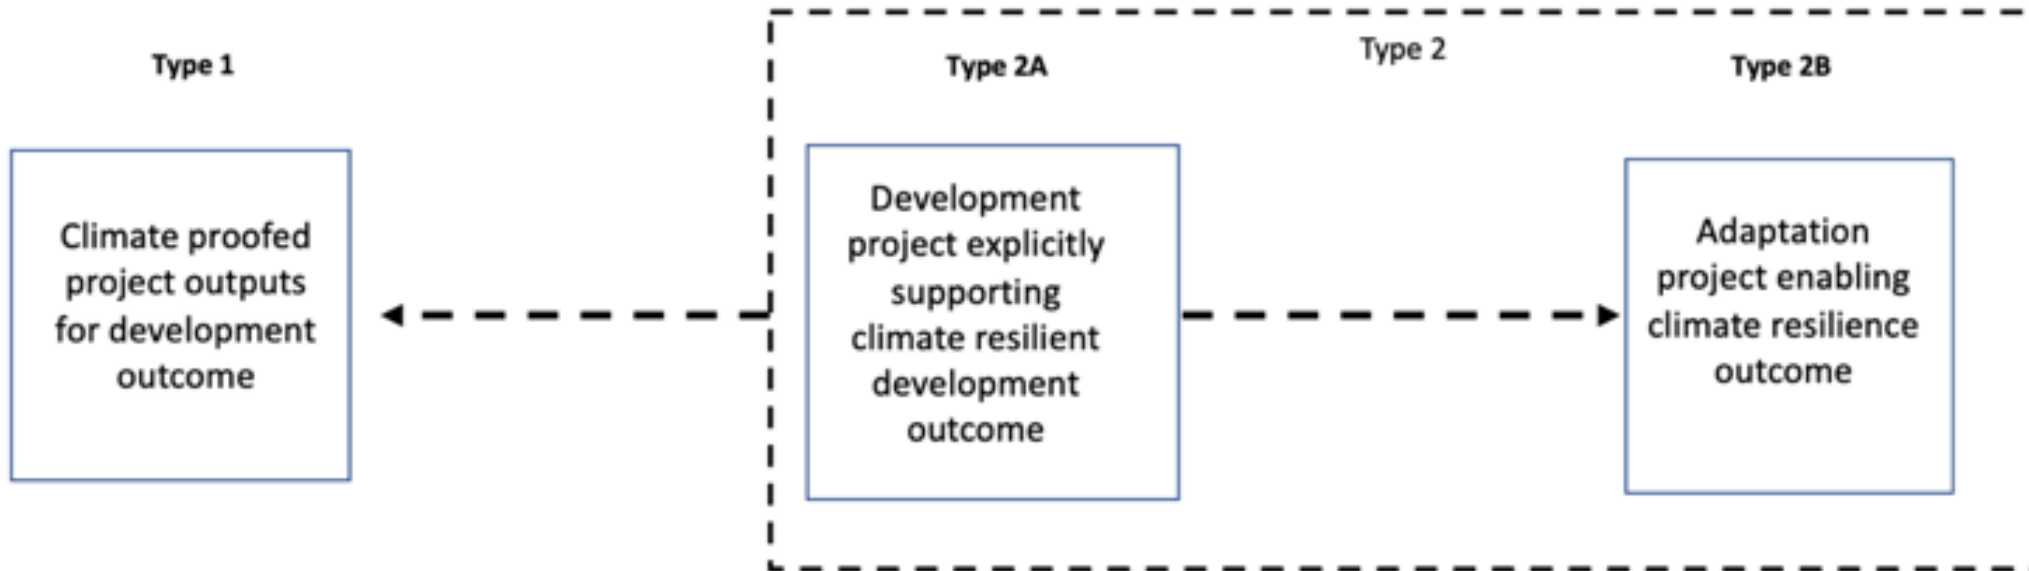 Type 1
Type 2A
Type 2
Type 2B
Climate proofed
project outputs
for development
outcome
Development
project explicitly
supporting
climate resilient
development
outcome
Adaptation
project enabling
climate resilience
outcome